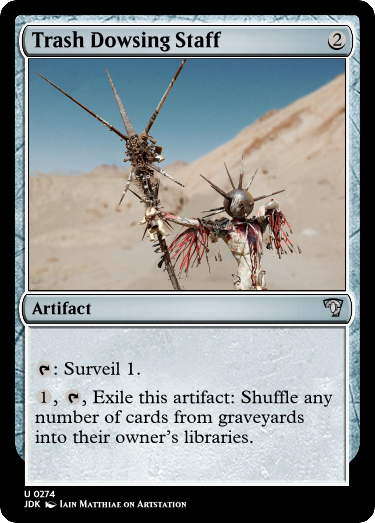 Trash Dowsing Staff 2
Artifact
: Surveil 1.
1, , Exile this artifact: Shuffle any
number of cards from graveyards
into their owner's libraries.
U 0274
JDK Iain Matthiae on Artstation